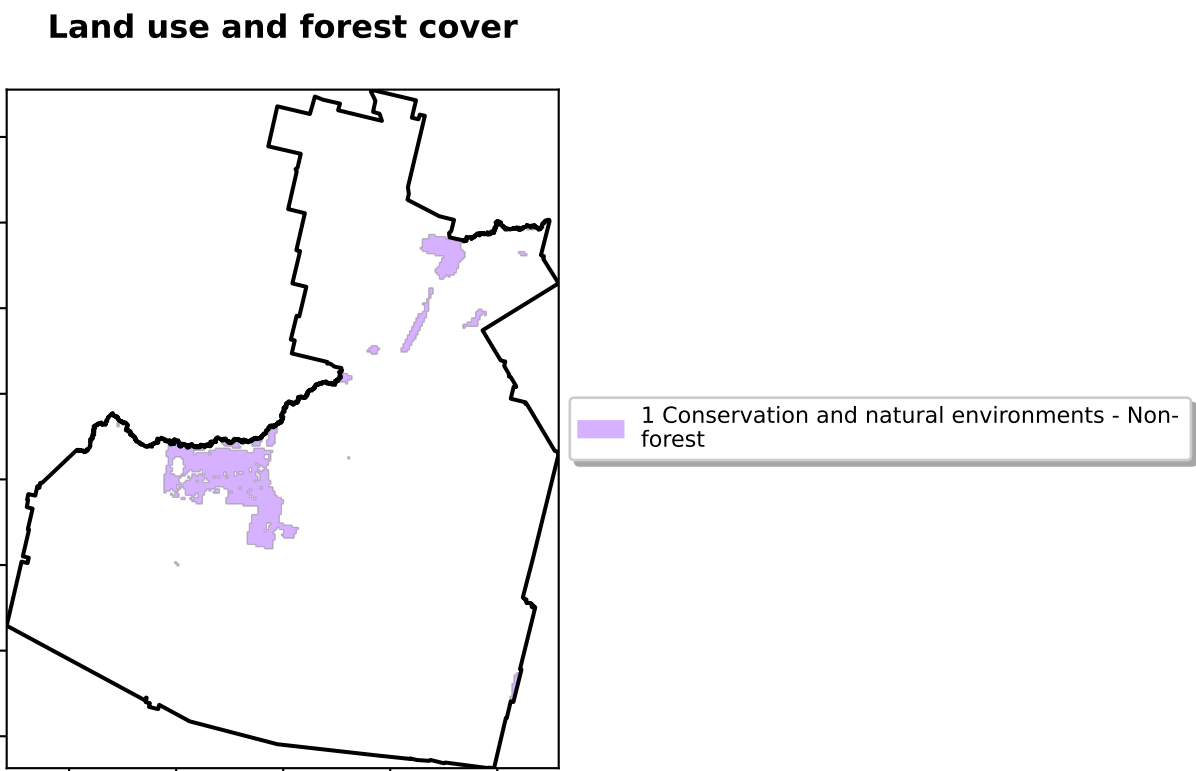 Land use and forest cover
1 Conservation and natural environments - Non-
forest